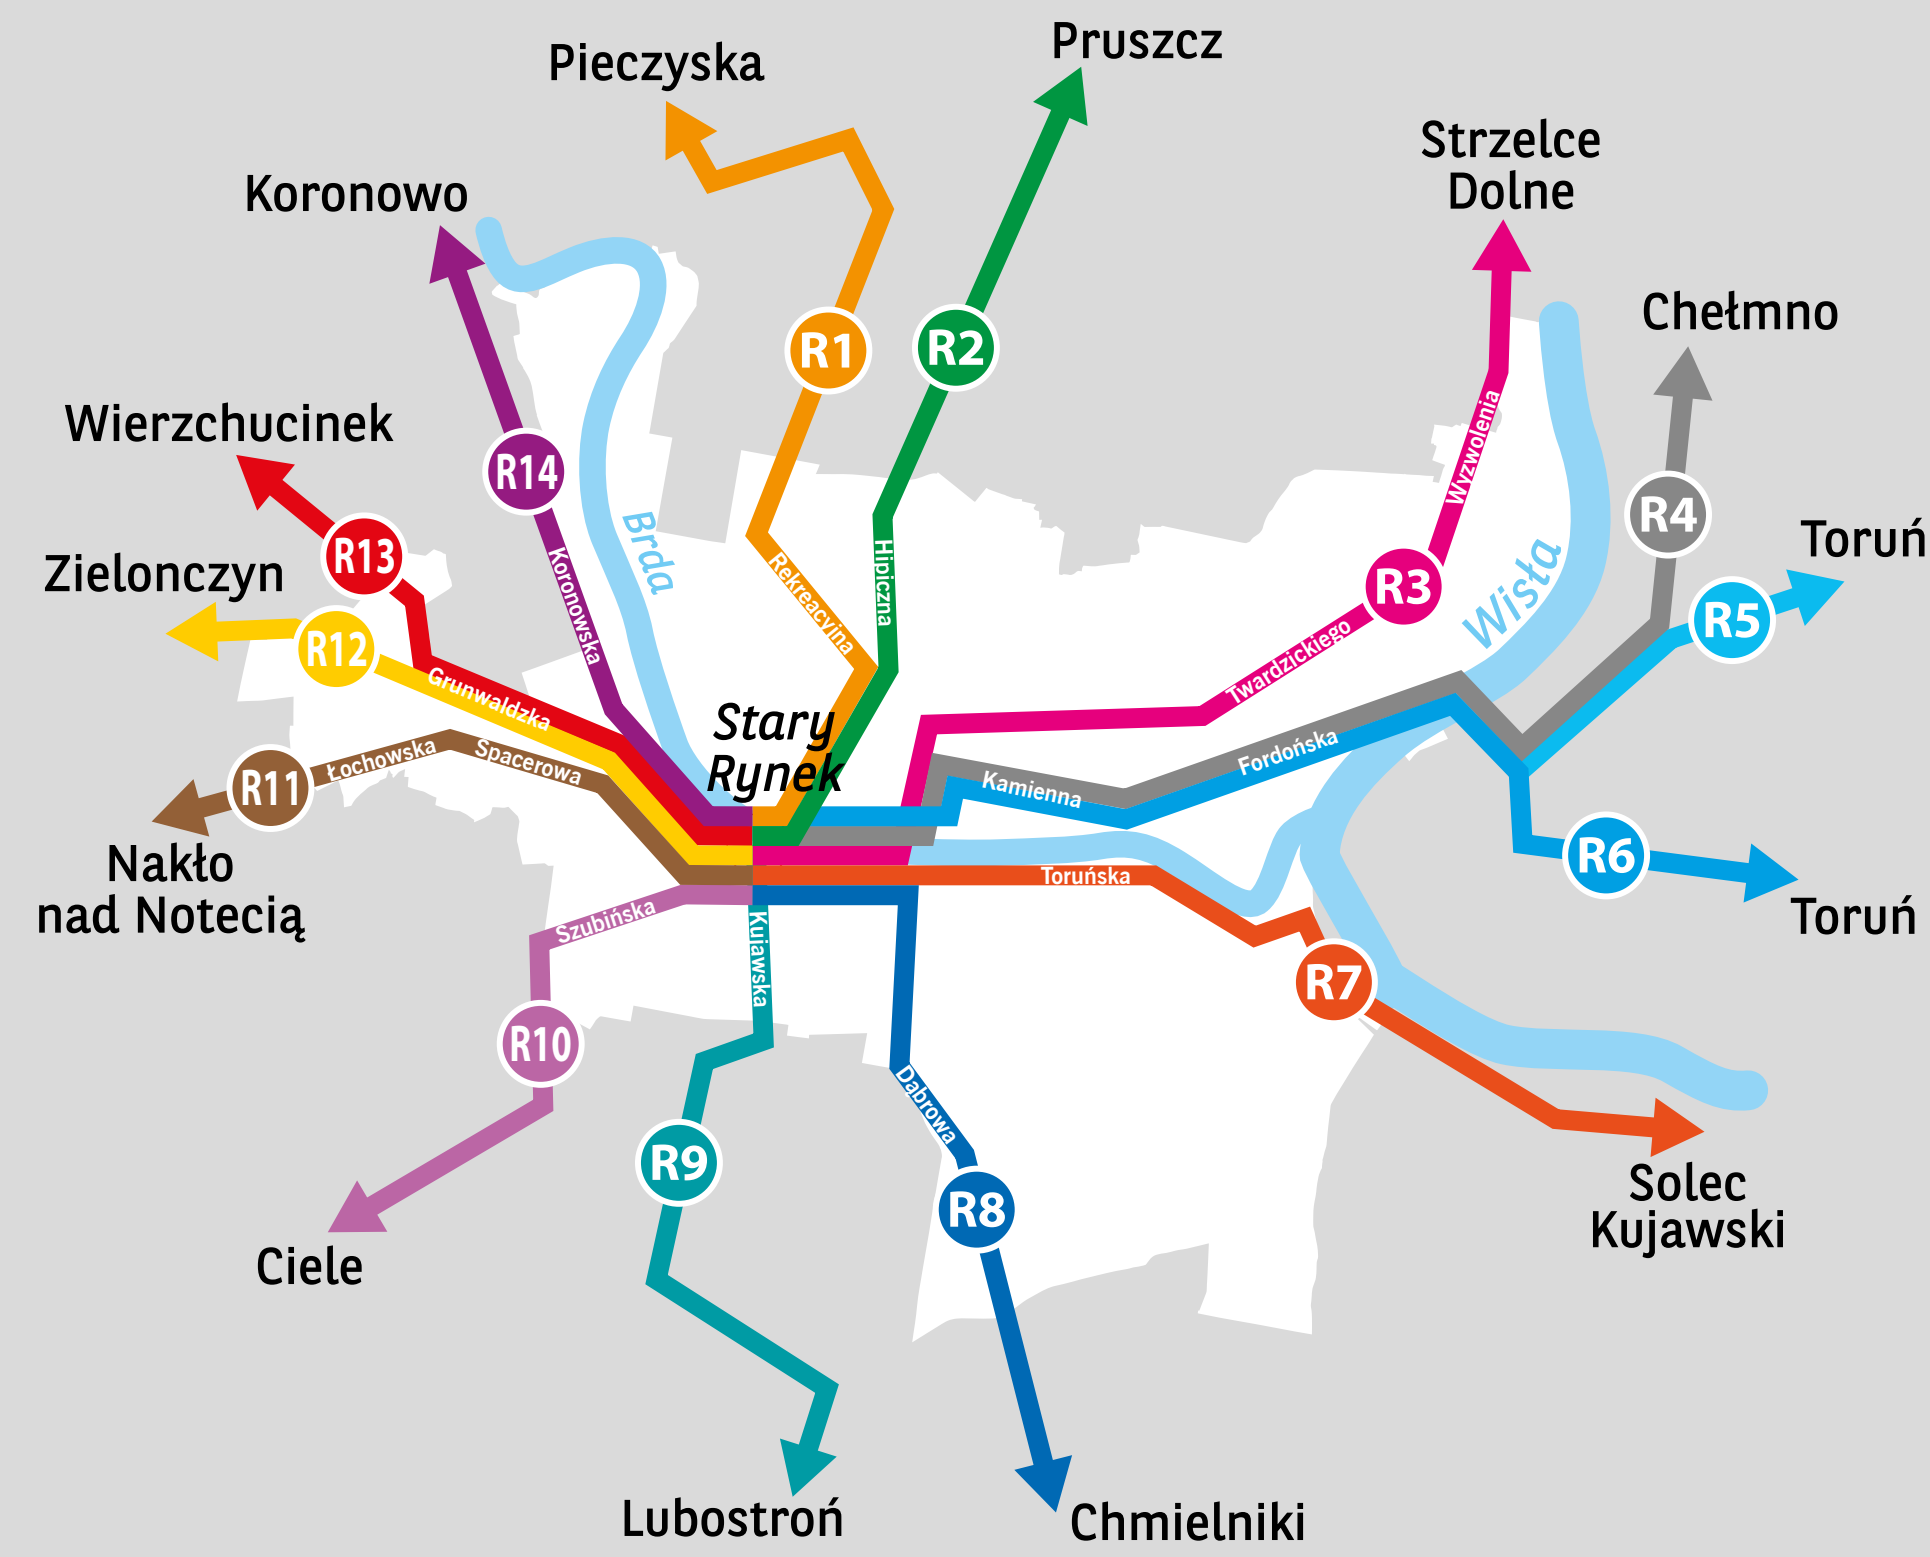 Pruszcz
Pieczyska
Strzelce
Dolne
Koronowo
Chełmno
R1
R2
Wierzchucinek
Wyzwolenia
R14
R4
Toruń
R13
Brda
Hipiczna
Wisła
Zielonczyn
Rekreacyjna
R3
Koronowska
R5
R12
Twardzickiego
Grunwaldzka
Stary
Rynek
Fordońska
Łochowska
Spacerowa
Kamienna
R11
R6
Nakło
nad Notecią
Toruńska
Toruń
Szubińska
Kujawska
R7
R10
Dąbrowa
R9
R8
Solec
Kujawski
Ciele
Lubostroń
Chmielniki